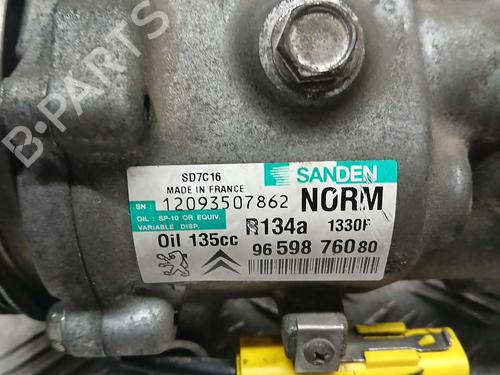 B-PARTS
SD7C16
MADE IN FRANCE
SANDEN
SN: 12093507862 NORM
OIL: SP-10 OR EQUIV.
VARIABLE DISP.
R134a 1330F
Oil 135cc 96 598 760 80